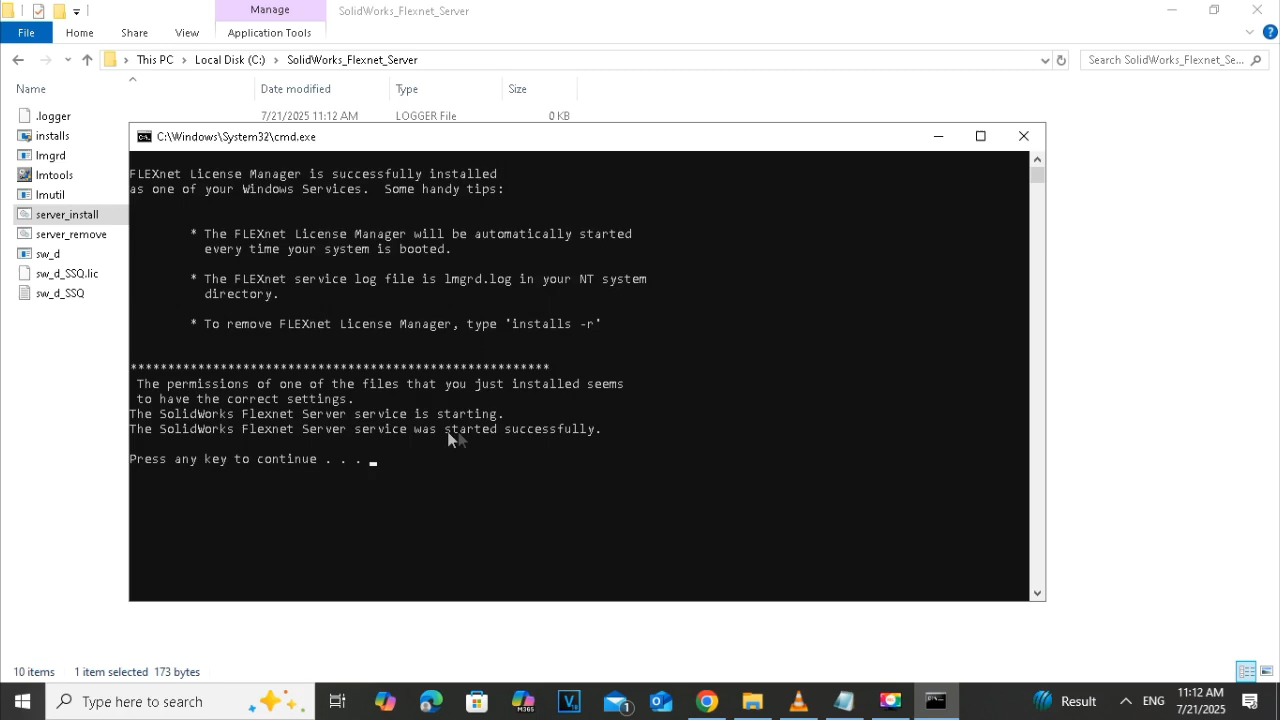 Manage
SolidWorks_Flexnet_Server
File
Home
Share
View
Application Tools
This PC
Local Disk (C:)
SolidWorks_Flexnet_Server
Search SolidWorks_Flexnet_Se...
Name
Date modified
Type
Size
.logger
7/21/2025 11:12 AM
LOGGER File
0 KB
installs
lmgrd
lmtools
lmutil
server_install
server_remove
sw_d
sw_d_SSQ.lic
sw_d_SSQ
C:\Windows\System32\cmd.exe
FLEXnet License Manager is successfully installed
as one of your Windows Services.  Some handy tips:
* The FLEXnet License Manager will be automatically started
every time your system is booted.
* The FLEXnet service log file is lmgrd.log in your NT system
directory.
* To remove FLEXnet License Manager, type 'installs -r'
********************************************************
The permissions of one of the files that you just installed seems
to have the correct settings.
The SolidWorks Flexnet Server service is starting.
The SolidWorks Flexnet Server service was started successfully.
Press any key to continue . . .
10 items
1 item selected 173 bytes
Type here to search
M365
1
Result
ENG
11:12 AM
7/21/2025